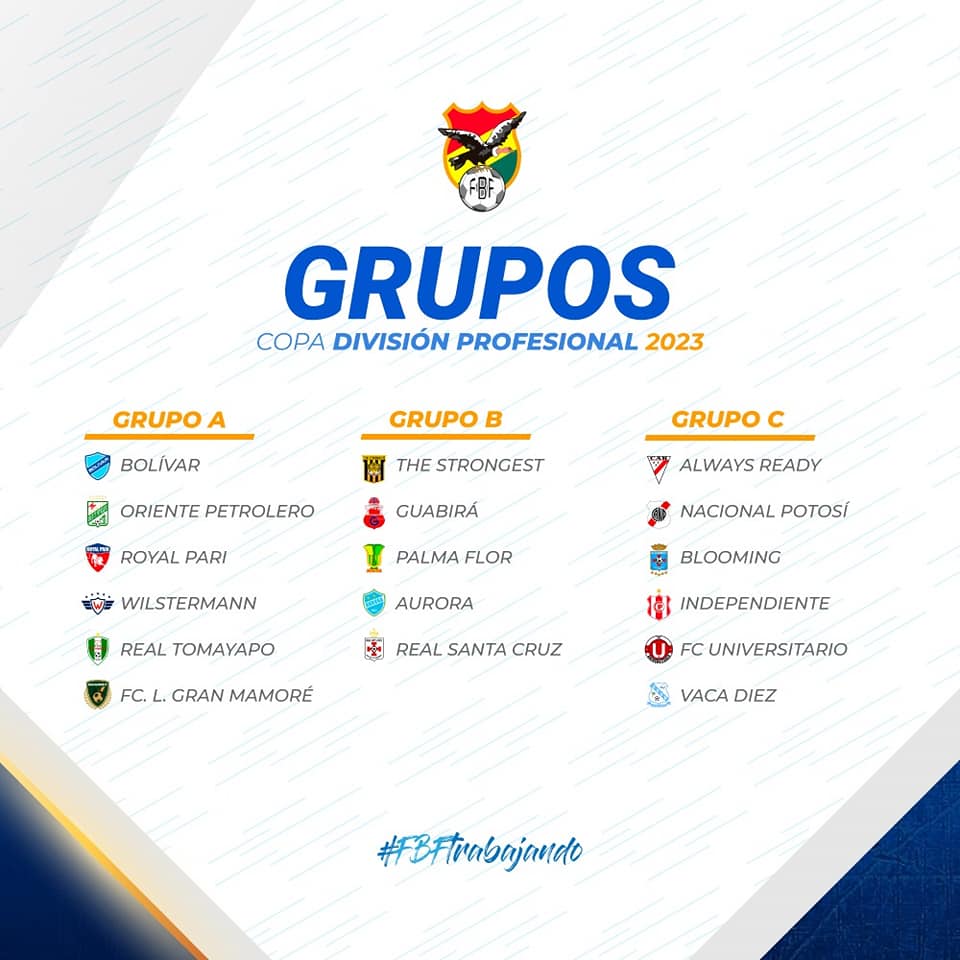 FBF
GRUPOS
COPA DIVISIÓN PROFESIONAL 2023
GRUPO A
BOLÍVAR
ORIENTE PETROLERO
ROYAL PARI
WILSTERMANN
REAL TOMAYAPO
FC. L. GRAN MAMORÉ
GRUPO B
THE STRONGEST
GUABIRÁ
PALMA FLOR
AURORA
REAL SANTA CRUZ
GRUPO C
ALWAYS READY
NACIONAL POTOSÍ
BLOOMING
INDEPENDIENTE
FC UNIVERSITARIO
VACA DIEZ
#FBFtrabajando